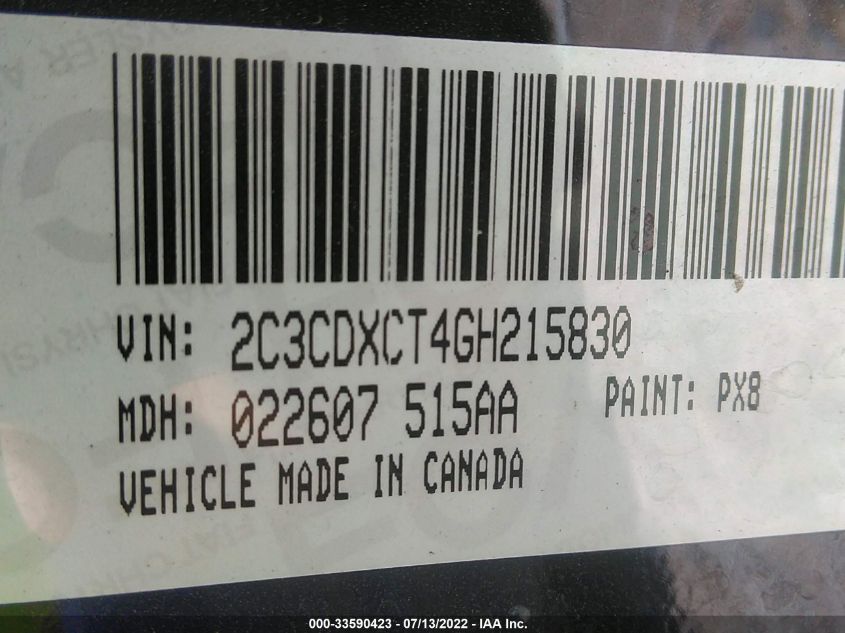 VIN: 2C3CDXCT4GH215830
MDH: 022607 515AA PAINT: PX8
VEHICLE MADE IN CANADA
000-33590423 - 07/13/2022 - IAA Inc.